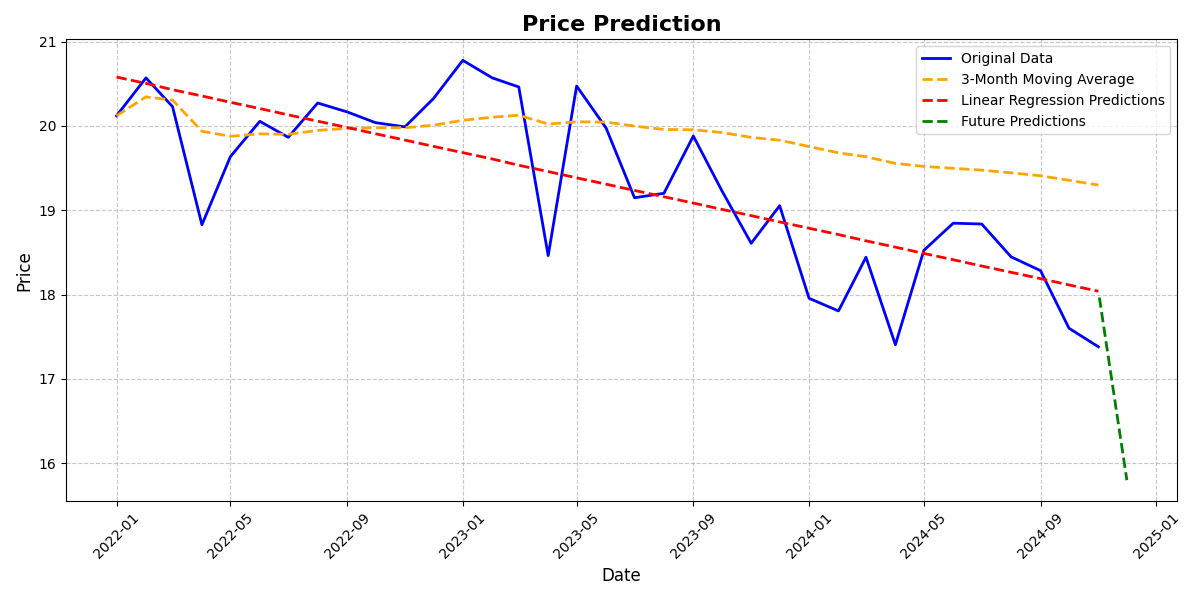 Price Prediction
21
20
19
18
17
16
Price
Original Data
3-Month Moving Average
Linear Regression Predictions
Future Predictions
2022-01
2022-05
2022-09
2023-01
2023-05
2023-09
2024-01
2024-05
2024-09
2025-01
Date